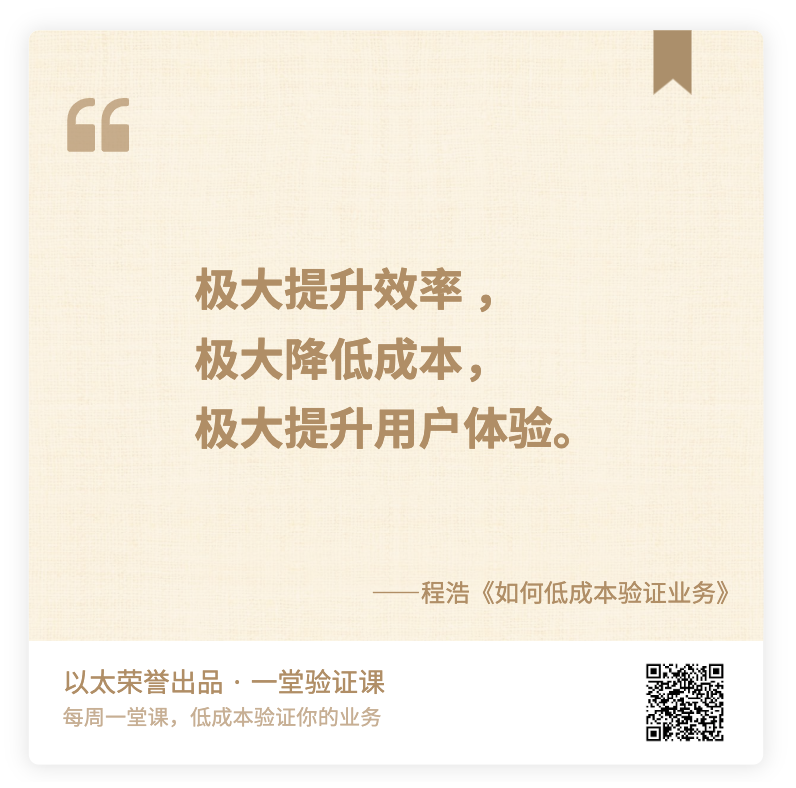 极大提升效率，
极大降低成本，
极大提升用户体验。
——程浩《如何低成本验证业务》
以太荣誉出品 · 一堂验证课
每周一堂课，低成本验证你的业务